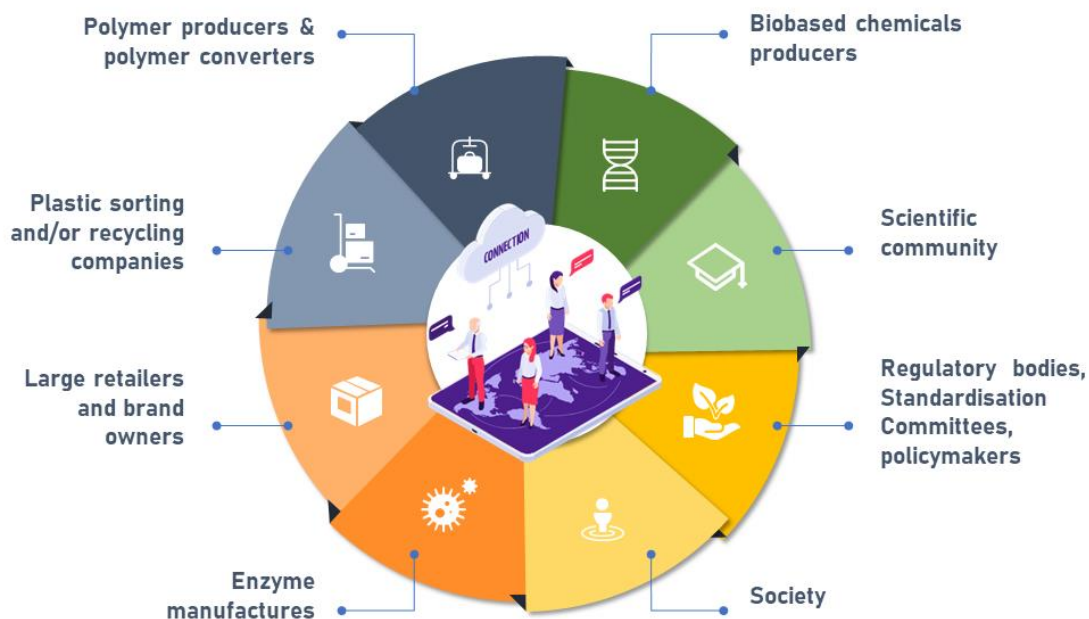 Polymer producers &
polymer converters
Biobased chemicals
producers
Plastic sorting
and/or recycling
companies
CONNECTION
Scientific
community
Large retailers
and brand
owners
Regulatory bodies,
Standardisation
Committees,
policymakers
Enzyme
manufactures
Society